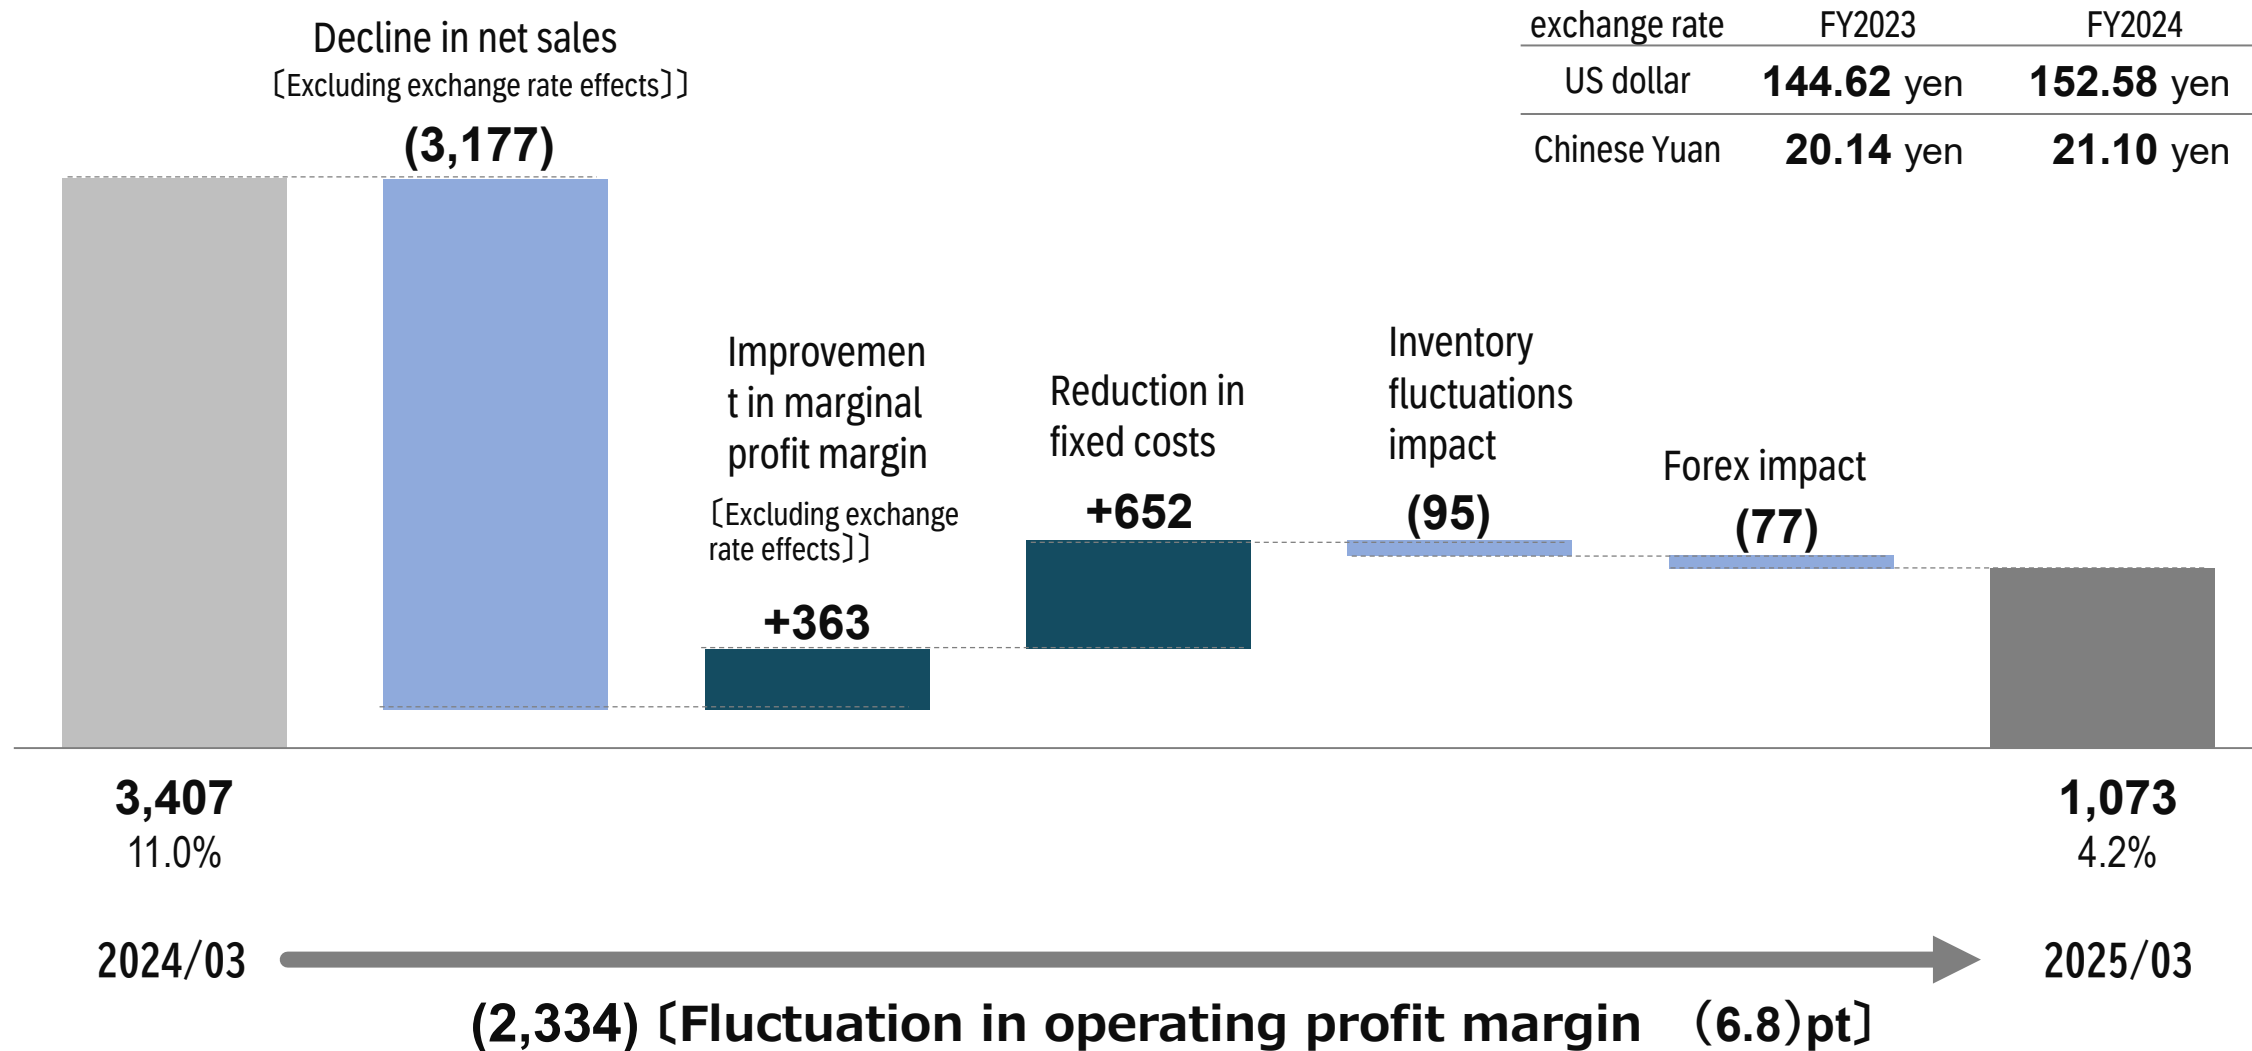 exchange rate FY2023 FY2024
US dollar 144.62 yen 152.58 yen
Chinese Yuan 20.14 yen 21.10 yen
Decline in net sales
〔Excluding exchange rate effects〕〕
(3,177)
Improvemen
t in marginal
profit margin
〔Excluding exchange
rate effects〕〕
+363
Reduction in
fixed costs
+652
Inventory
fluctuations
impact
(95)
Forex impact
(77)
3,407
11.0%
1,073
4.2%
2024/03
2025/03
(2,334)〔Fluctuation in operating profit margin （6.8）pt〕